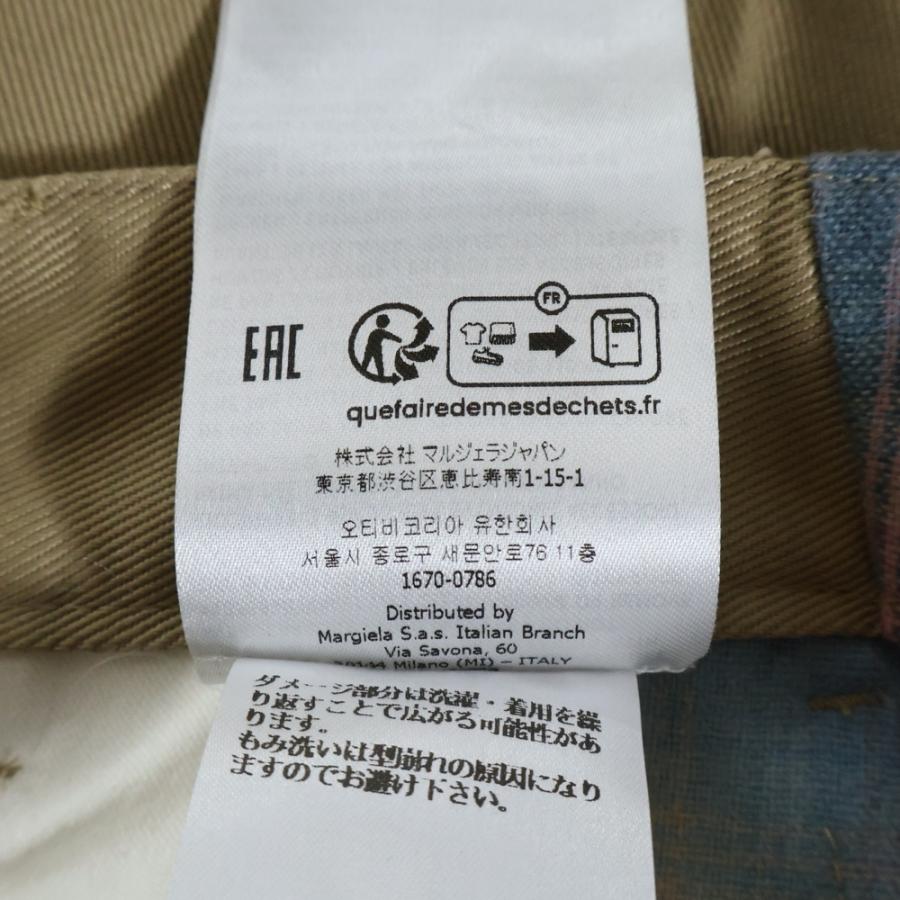 FR
EAC
quefairedemesdechets.fr
株式会社 マルジェラジャパン
東京都渋谷区恵比寿南1-15-1
오티비코리아 유한회사
서울시 종로구 새문안로76 11층
1670-0786
Distributed by
Margiela S.a.s. Italian Branch
Via Savona, 60
20144 Milano (MI) – ITALY
ダメージ部分は洗濯・着用を繰
り返すことで広がる可能性があ
ります。
もみ洗いは型崩れの原因になり
ますのでお避け下さい。